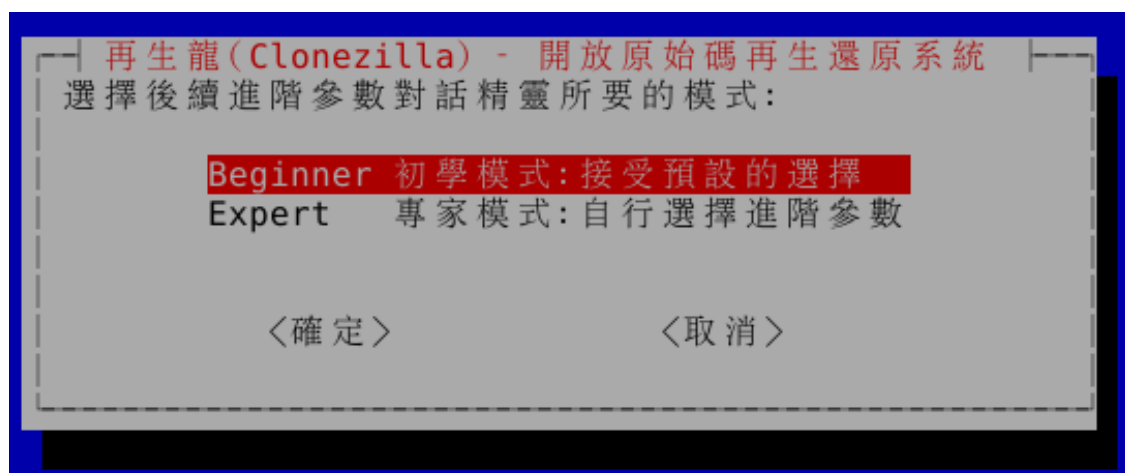 再生龍(Clonezilla) - 開放原始碼再生還原系統
選擇後續進階參數對話精靈所要的模式:
Beginner 初學模式:接受預設的選擇
Expert 專家模式:自行選擇進階參數
<確定> <取消>